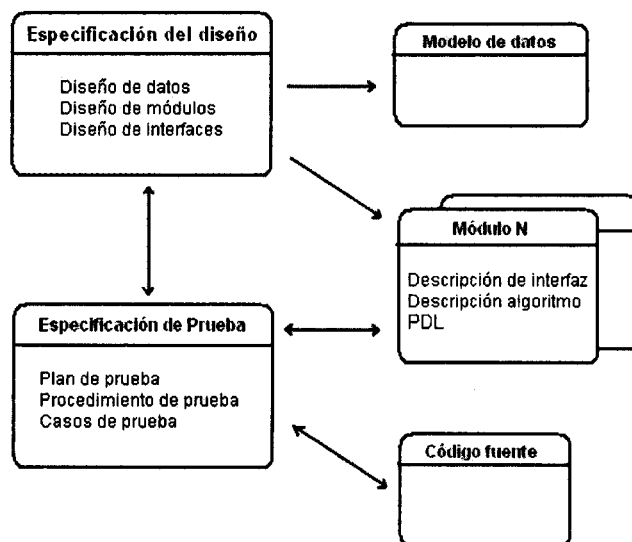 Especificación del diseño
Diseño de datos
Diseño de módulos
Diseño de interfaces
Modelo de datos
Módulo N
Descripción de interfaz
Descripción algoritmo
PDL
Especificación de Prueba
Plan de prueba
Procedimiento de prueba
Casos de prueba
Código fuente